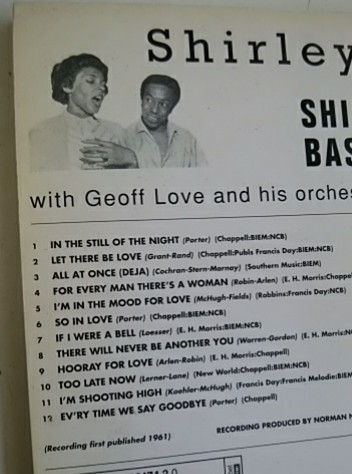 Shirley
SHI
BAS
with Geoff Love and his orches
1 IN THE STILL OF THE NIGHT (Porter) (Chappell:BIEM:NCB)
2 LET THERE BE LOVE (Grant-Rand) (Chappell:Publs Francis Day:BIEM:NCB)
3 ALL AT ONCE (DEJA) (Cochran-Stern-Marnay) (Southern Music:BIEM)
4 FOR EVERY MAN THERE'S A WOMAN (Robin-Arlen) (E. H. Morris:Chappel
5 I'M IN THE MOOD FOR LOVE (McHugh-Fields) (Robbins:Francis Day:NCB)
6 SO IN LOVE (Porter) (Chappell:BIEM:NCB)
7 IF I WERE A BELL (Loesser) (E. H. Morris:BIEM:NCB)
8 THERE WILL NEVER BE ANOTHER YOU (Warren-Gordon) (E. H. Morris:N
9 HOORAY FOR LOVE (Arlen-Robin) (E. H. Morris:Chappell)
10 TOO LATE NOW (Lerner-Lane) (New World:Chappell:BIEM:NCB)
11 I'M SHOOTING HIGH (Koehler-McHugh) (Francis Day:Francis Melodie:BIEM
12 EV'RY TIME WE SAY GOODBYE (Porter) (Chappell)
(Recording first published 1961)
RECORDING PRODUCED BY NORMAN N